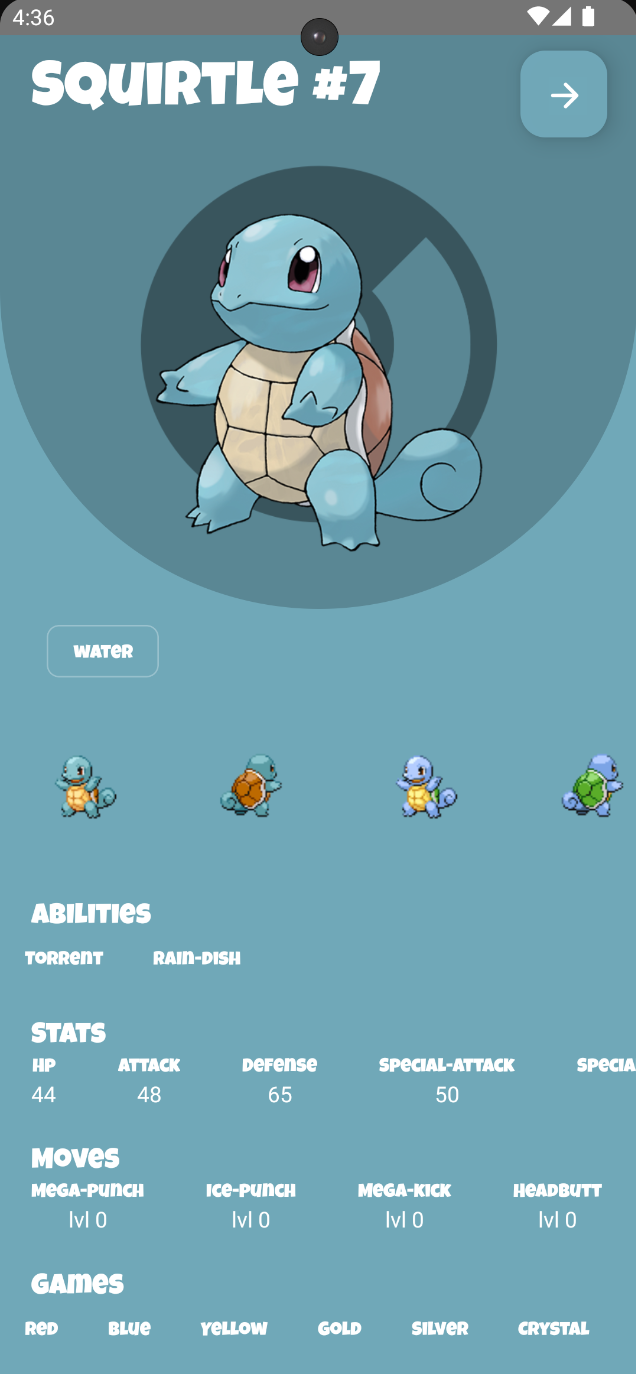 4:36
Squirtle #7
Water
Abilities
Torrent Rain-dish
Stats
HP Attack Defense Special-attack Specia
44 48 65 50
Moves
Mega-punch Ice-punch Mega-kick Headbutt
lvl 0 lvl 0 lvl 0 lvl 0
Games
Red Blue Yellow Gold Silver Crystal